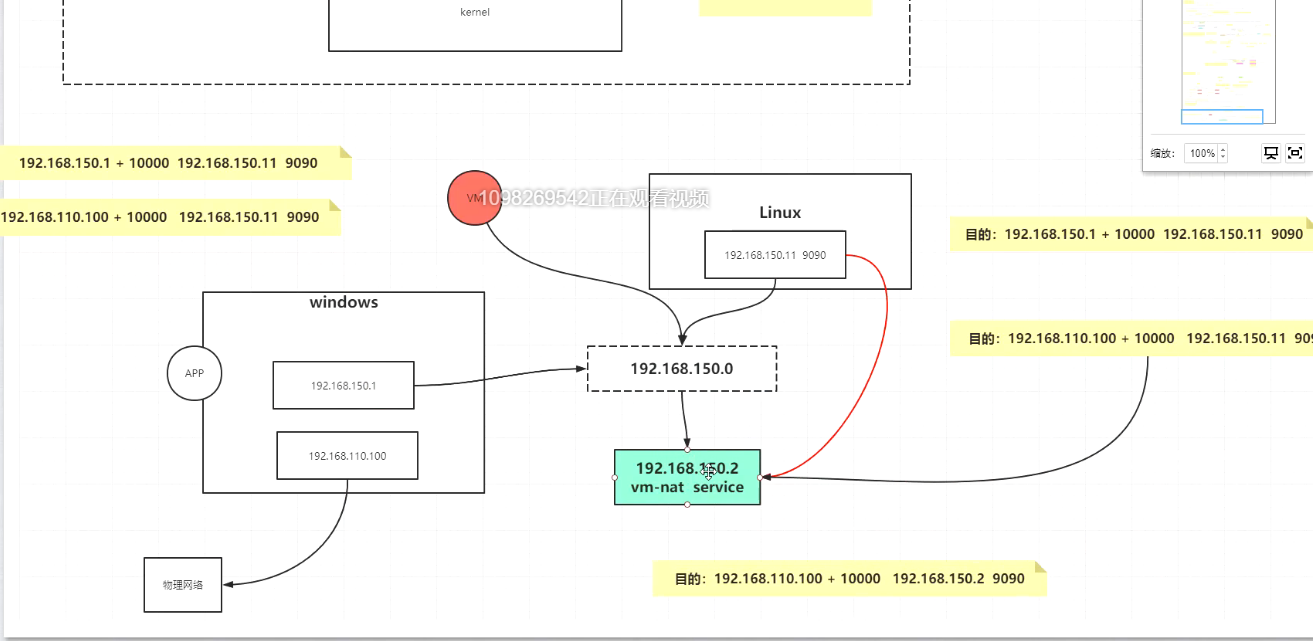 kernel
缩放: 100%
192.168.150.1 + 10000 192.168.150.11 9090
192.168.110.100 + 10000 192.168.150.11 9090
VM
1098269542正在观看视频
Linux
192.168.150.11 9090
目的: 192.168.150.1 + 10000 192.168.150.11 9090
windows
目的: 192.168.110.100 + 10000 192.168.150.11 909
APP
192.168.150.1
192.168.150.0
192.168.110.100
192.168.150.2
vm-nat service
物理网络
目的: 192.168.110.100 + 10000 192.168.150.2 9090